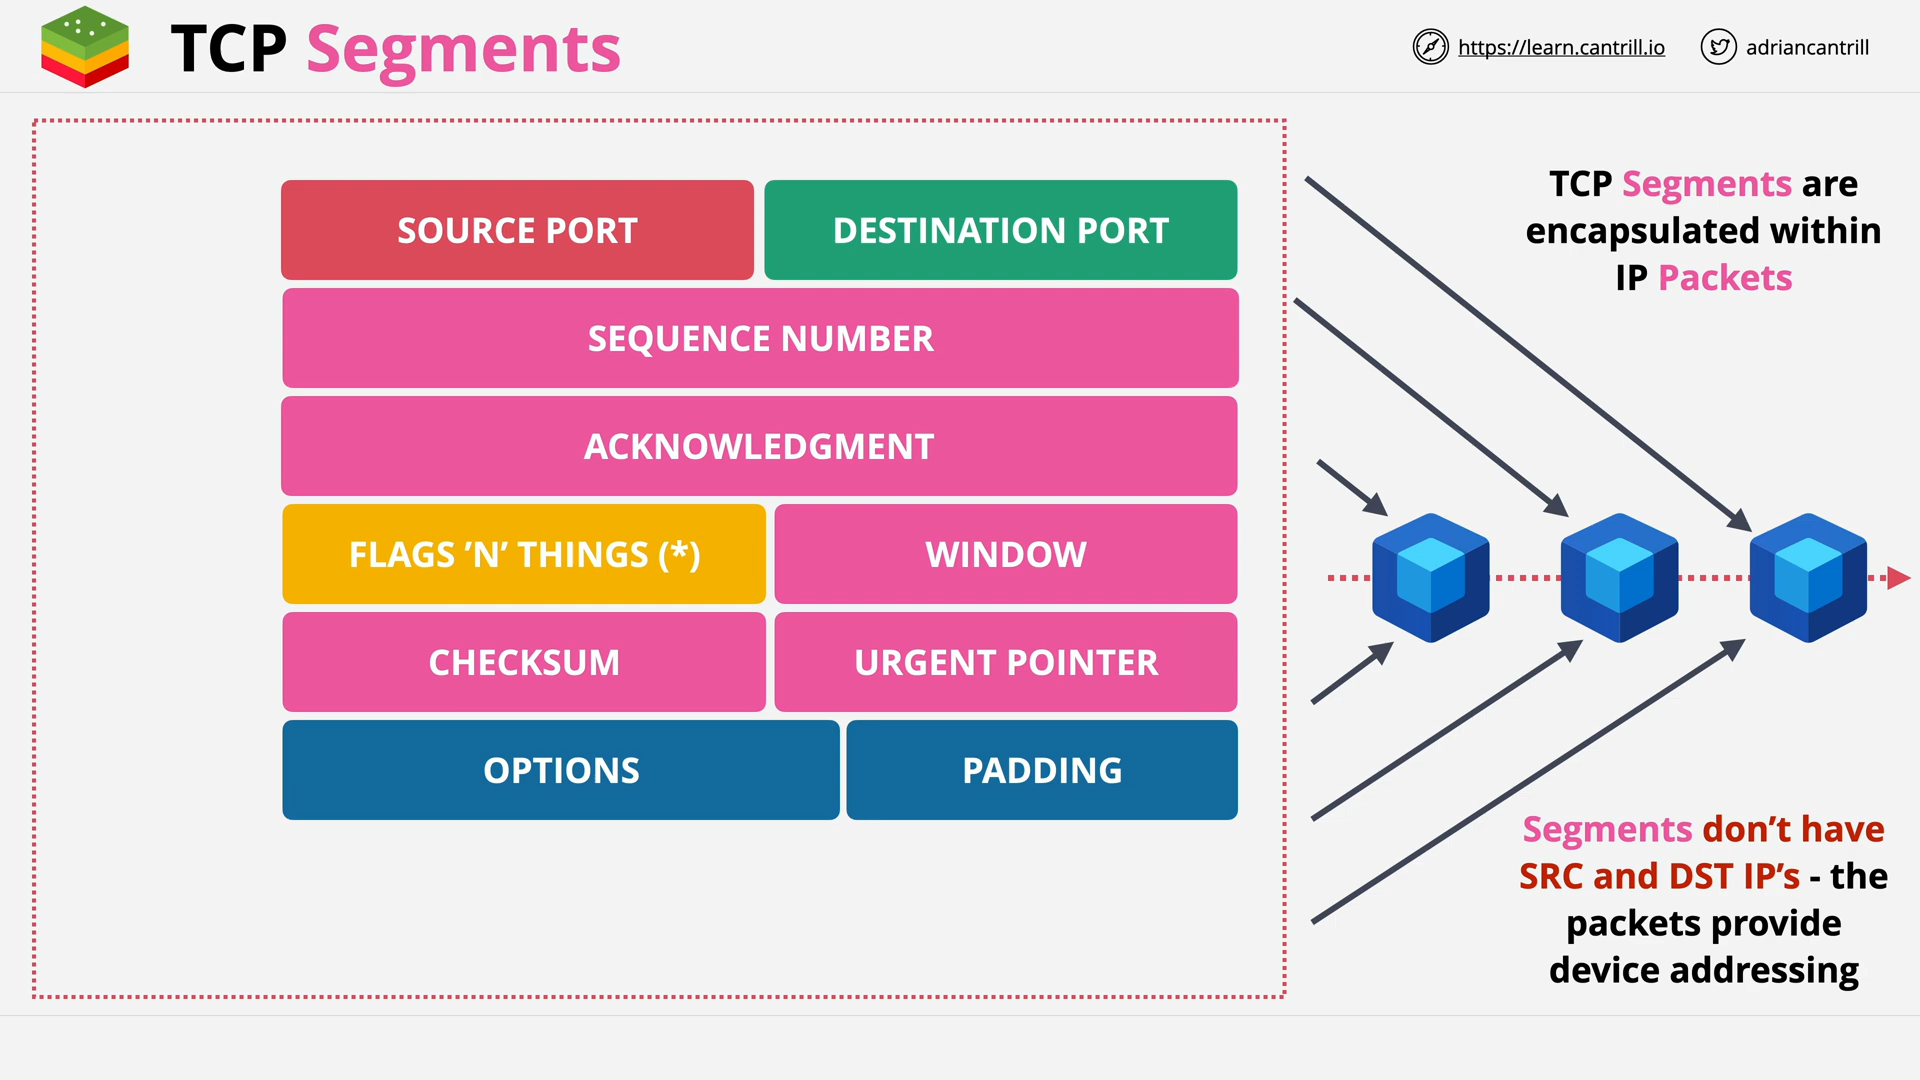 TCP Segments
https://learn.cantrill.io
adriancantrill
SOURCE PORT
DESTINATION PORT
SEQUENCE NUMBER
ACKNOWLEDGMENT
FLAGS ’N’ THINGS (*)
WINDOW
CHECKSUM
URGENT POINTER
OPTIONS
PADDING
TCP Segments are
encapsulated within
IP Packets
Segments don’t have
SRC and DST IP’s - the
packets provide
device addressing